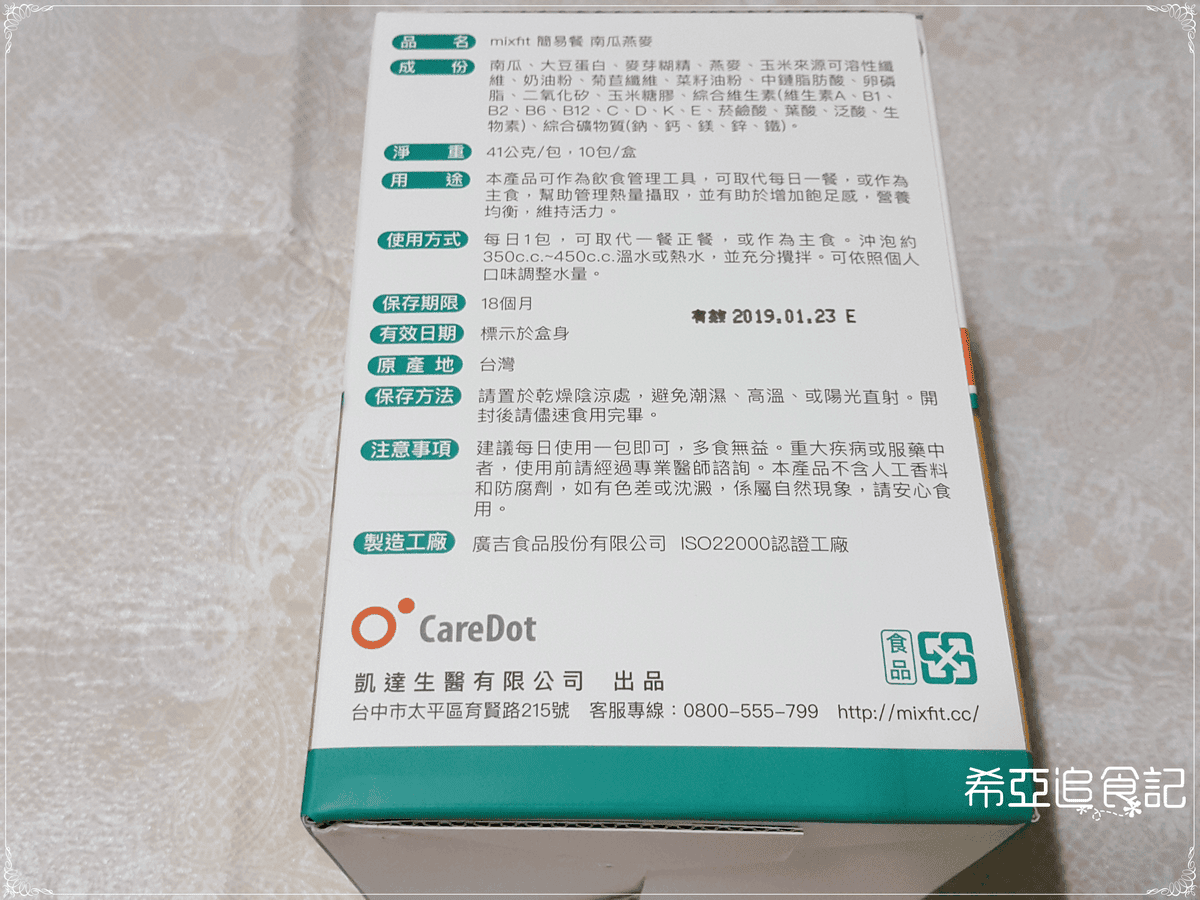 品名 mixfit 簡易餐 南瓜燕麥
成份 南瓜、大豆蛋白、麥芽糊精、燕麥、玉米來源可溶性纖
維、奶油粉、菊苣纖維、菜籽油粉、中鏈脂肪酸、卵磷
脂、二氧化矽、玉米糖膠、綜合維生素(維生素A、B1、
B2、B6、B12、C、D、K、E、菸鹼酸、葉酸、泛酸、生
物素)、綜合礦物質(鈉、鈣、鎂、鋅、鐵)。
淨重 41公克/包，10包/盒
用途 本產品可作為飲食管理工具，可取代每日一餐，或作為
主食，幫助管理熱量攝取，並有助於增加飽足感，營養
均衡，維持活力。
使用方式 每日1包，可取代一餐正餐，或作為主食。沖泡約
350c.c.~450c.c.溫水或熱水，並充分攪拌。可依照個人
口味調整水量。
保存期限 18個月
有效 2019.01.23 E
有效日期 標示於盒身
原產地 台灣
保存方法 請置於乾燥陰涼處，避免潮濕、高溫、或陽光直射。開
封後請儘速食用完畢。
注意事項 建議每日使用一包即可，多食無益。重大疾病或服藥中
者，使用前請經過專業醫師諮詢。本產品不含人工香料
和防腐劑，如有色差或沈澱，係屬自然現象，請安心食
用。
製造工廠 廣吉食品股份有限公司 ISO22000認證工廠
CareDot
食品
凱達生醫有限公司 出品
台中市太平區育賢路215號 客服專線：0800-555-799 http://mixfit.cc/
希亞追食記